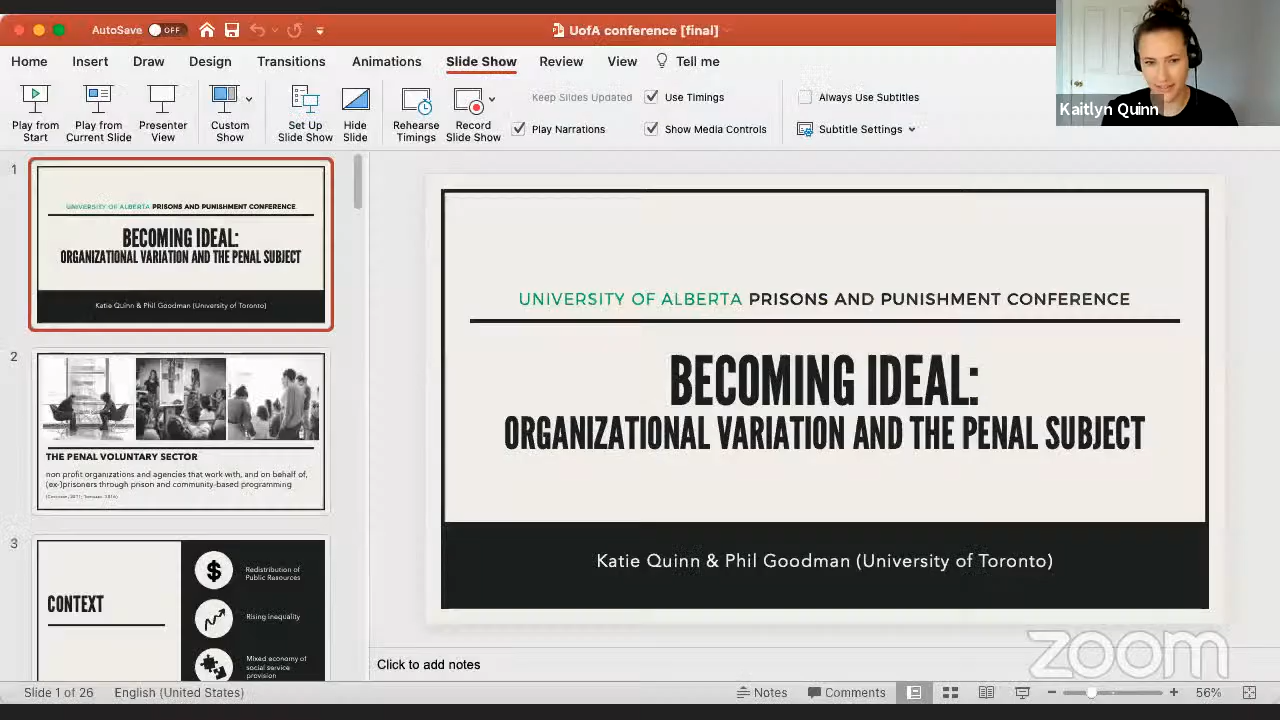 AutoSave OFF
UofA conference [final]
Home Insert Draw Design Transitions Animations Slide Show Review View Tell me
Play from Start
Play from Current Slide
Presenter View
Custom Show
Set Up Slide Show
Hide Slide
Rehearse Timings
Record Slide Show
Keep Slides Updated
Use Timings
Play Narrations
Show Media Controls
Always Use Subtitles
Subtitle Settings
Kaitlyn Quinn
1
UNIVERSITY OF ALBERTA PRISONS AND PUNISHMENT CONFERENCE
BECOMING IDEAL:
ORGANIZATIONAL VARIATION AND THE PENAL SUBJECT
Katie Quinn & Phil Goodman (University of Toronto)
2
THE PENAL VOLUNTARY SECTOR
non profit organizations and agencies that work with, and on behalf of,
(ex-)prisoners through prison and community-based programming
3
CONTEXT
$
Redistribution of
Public Resources
Rising inequality
Mixed economy of
social service
provision
UNIVERSITY OF ALBERTA PRISONS AND PUNISHMENT CONFERENCE
BECOMING IDEAL:
ORGANIZATIONAL VARIATION AND THE PENAL SUBJECT
Katie Quinn & Phil Goodman (University of Toronto)
zoom
Click to add notes
Slide 1 of 26 English (United States) Notes Comments 56%